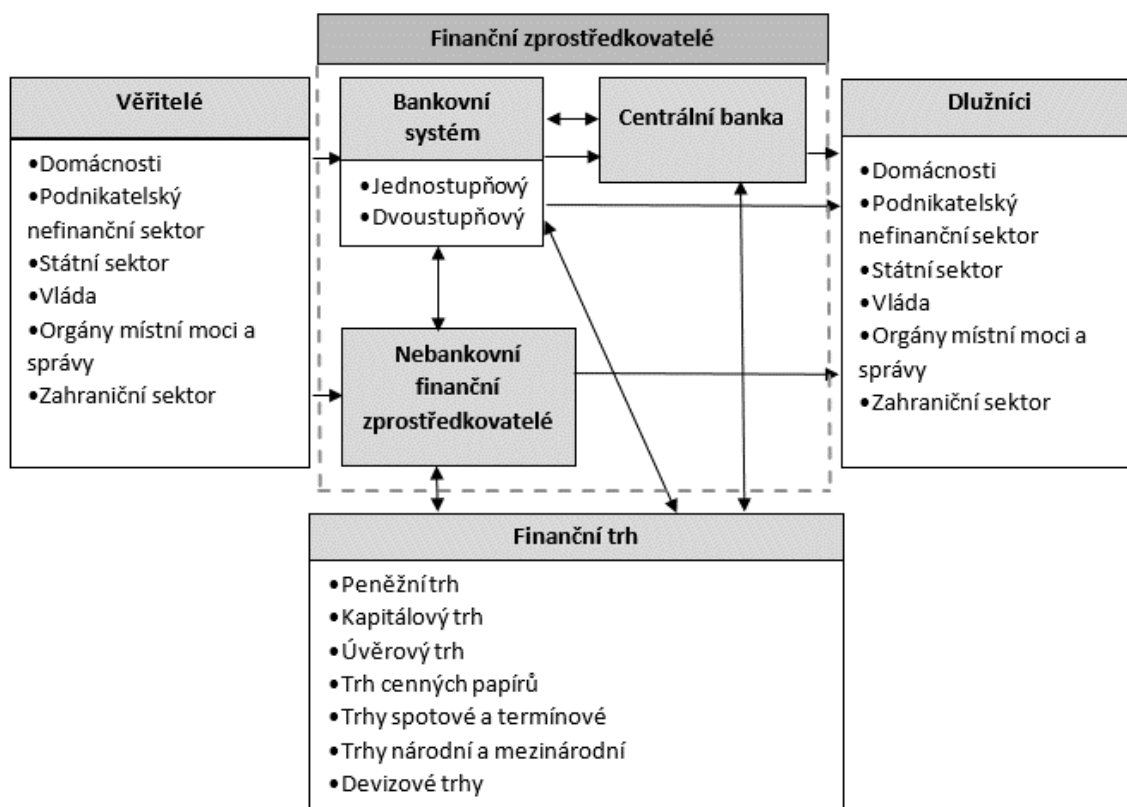 Finanční zprostředkovatelé
Věřitelé
•Domácnosti
•Podnikatelský
nefinanční sektor
•Státní sektor
•Vláda
•Orgány místní moci a
správy
•Zahraniční sektor
Bankovní
systém
•Jednostupňový
•Dvoustupňový
Centrální banka
Nebankovní
finanční
zprostředkovatelé
Dlužníci
•Domácnosti
•Podnikatelský
nefinanční sektor
•Státní sektor
•Vláda
•Orgány místní moci a
správy
•Zahraniční sektor
Finanční trh
•Peněžní trh
•Kapitálový trh
•Úvěrový trh
•Trh cenných papírů
•Trhy spotové a termínové
•Trhy národní a mezinárodní
•Devizové trhy